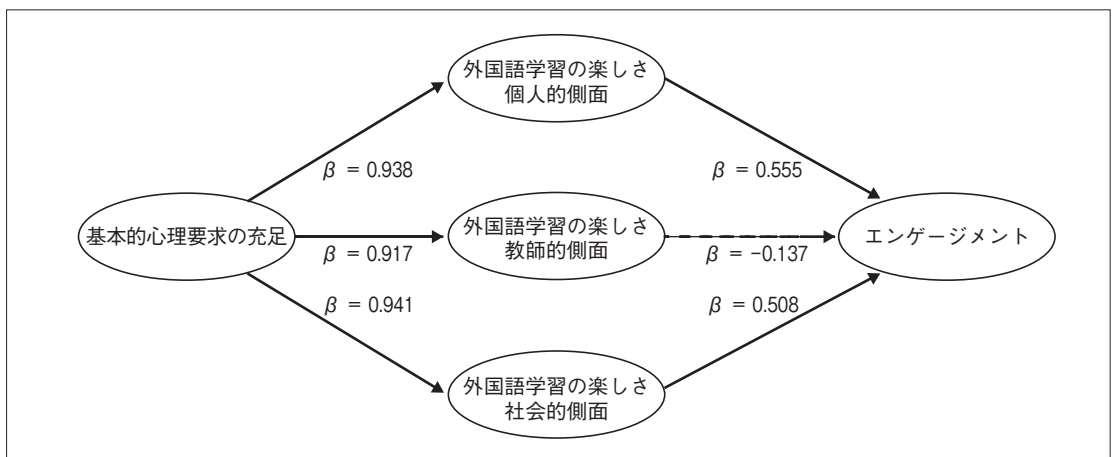 外国語学習の楽しさ
個人的側面
β = 0.938
β = 0.555
基本的心理要求の充足
外国語学習の楽しさ
教師的側面
エンゲージメント
β = 0.917
β = -0.137
β = 0.941
β = 0.508
外国語学習の楽しさ
社会的側面